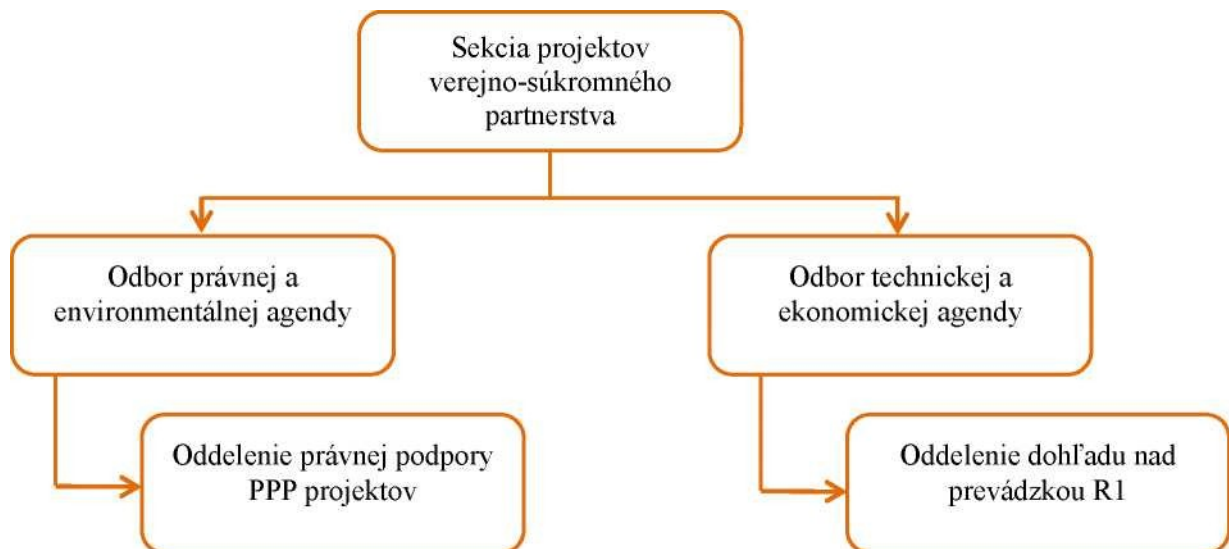 Sekcia projektov
verejno-súkromného
partnerstva
Odbor právnej a
environmentálnej agendy
Odbor technickej a
ekonomickej agendy
Oddelenie právnej podpory
PPP projektov
Oddelenie dohľadu nad
prevádzkou R1